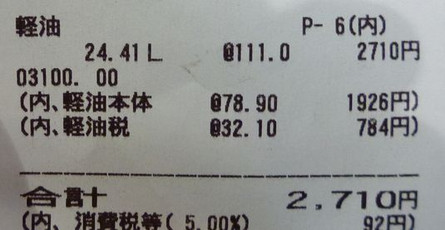 軽油 P- 6(内)
24.41L @111.0 2710円
03100. 00
(内、軽油本体 @78.90 1926円)
(内、軽油税 @32.10 784円)
合計 2,710円
(内、消費税等( 5.00%) 92円)